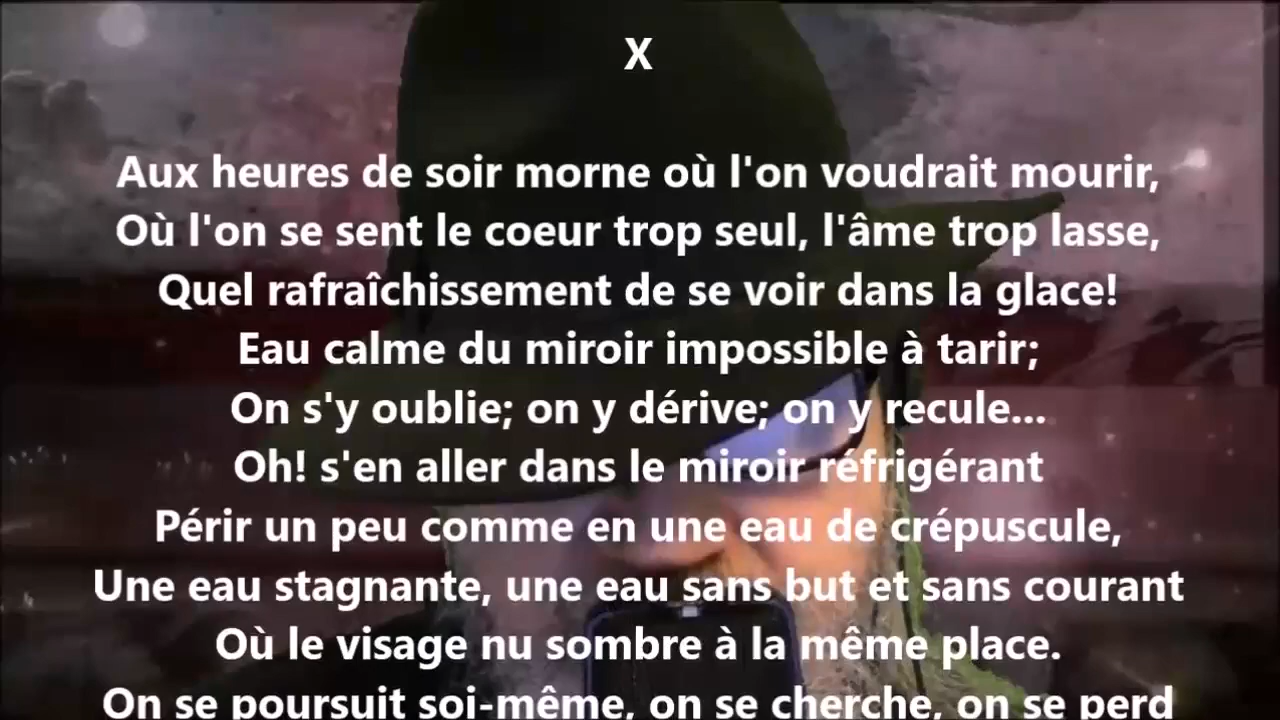 X
Aux heures de soir morne où l'on voudrait mourir,
Où l'on se sent le coeur trop seul, l'âme trop lasse,
Quel rafraîchissement de se voir dans la glace!
Eau calme du miroir impossible à tarir;
On s'y oublie; on y dérive; on y recule...
Oh! s'en aller dans le miroir réfrigérant
Périr un peu comme en une eau de crépuscule,
Une eau stagnante, une eau sans but et sans courant
Où le visage nu sombre à la même place.
On se poursuit soi-même, on se cherche, on se perd